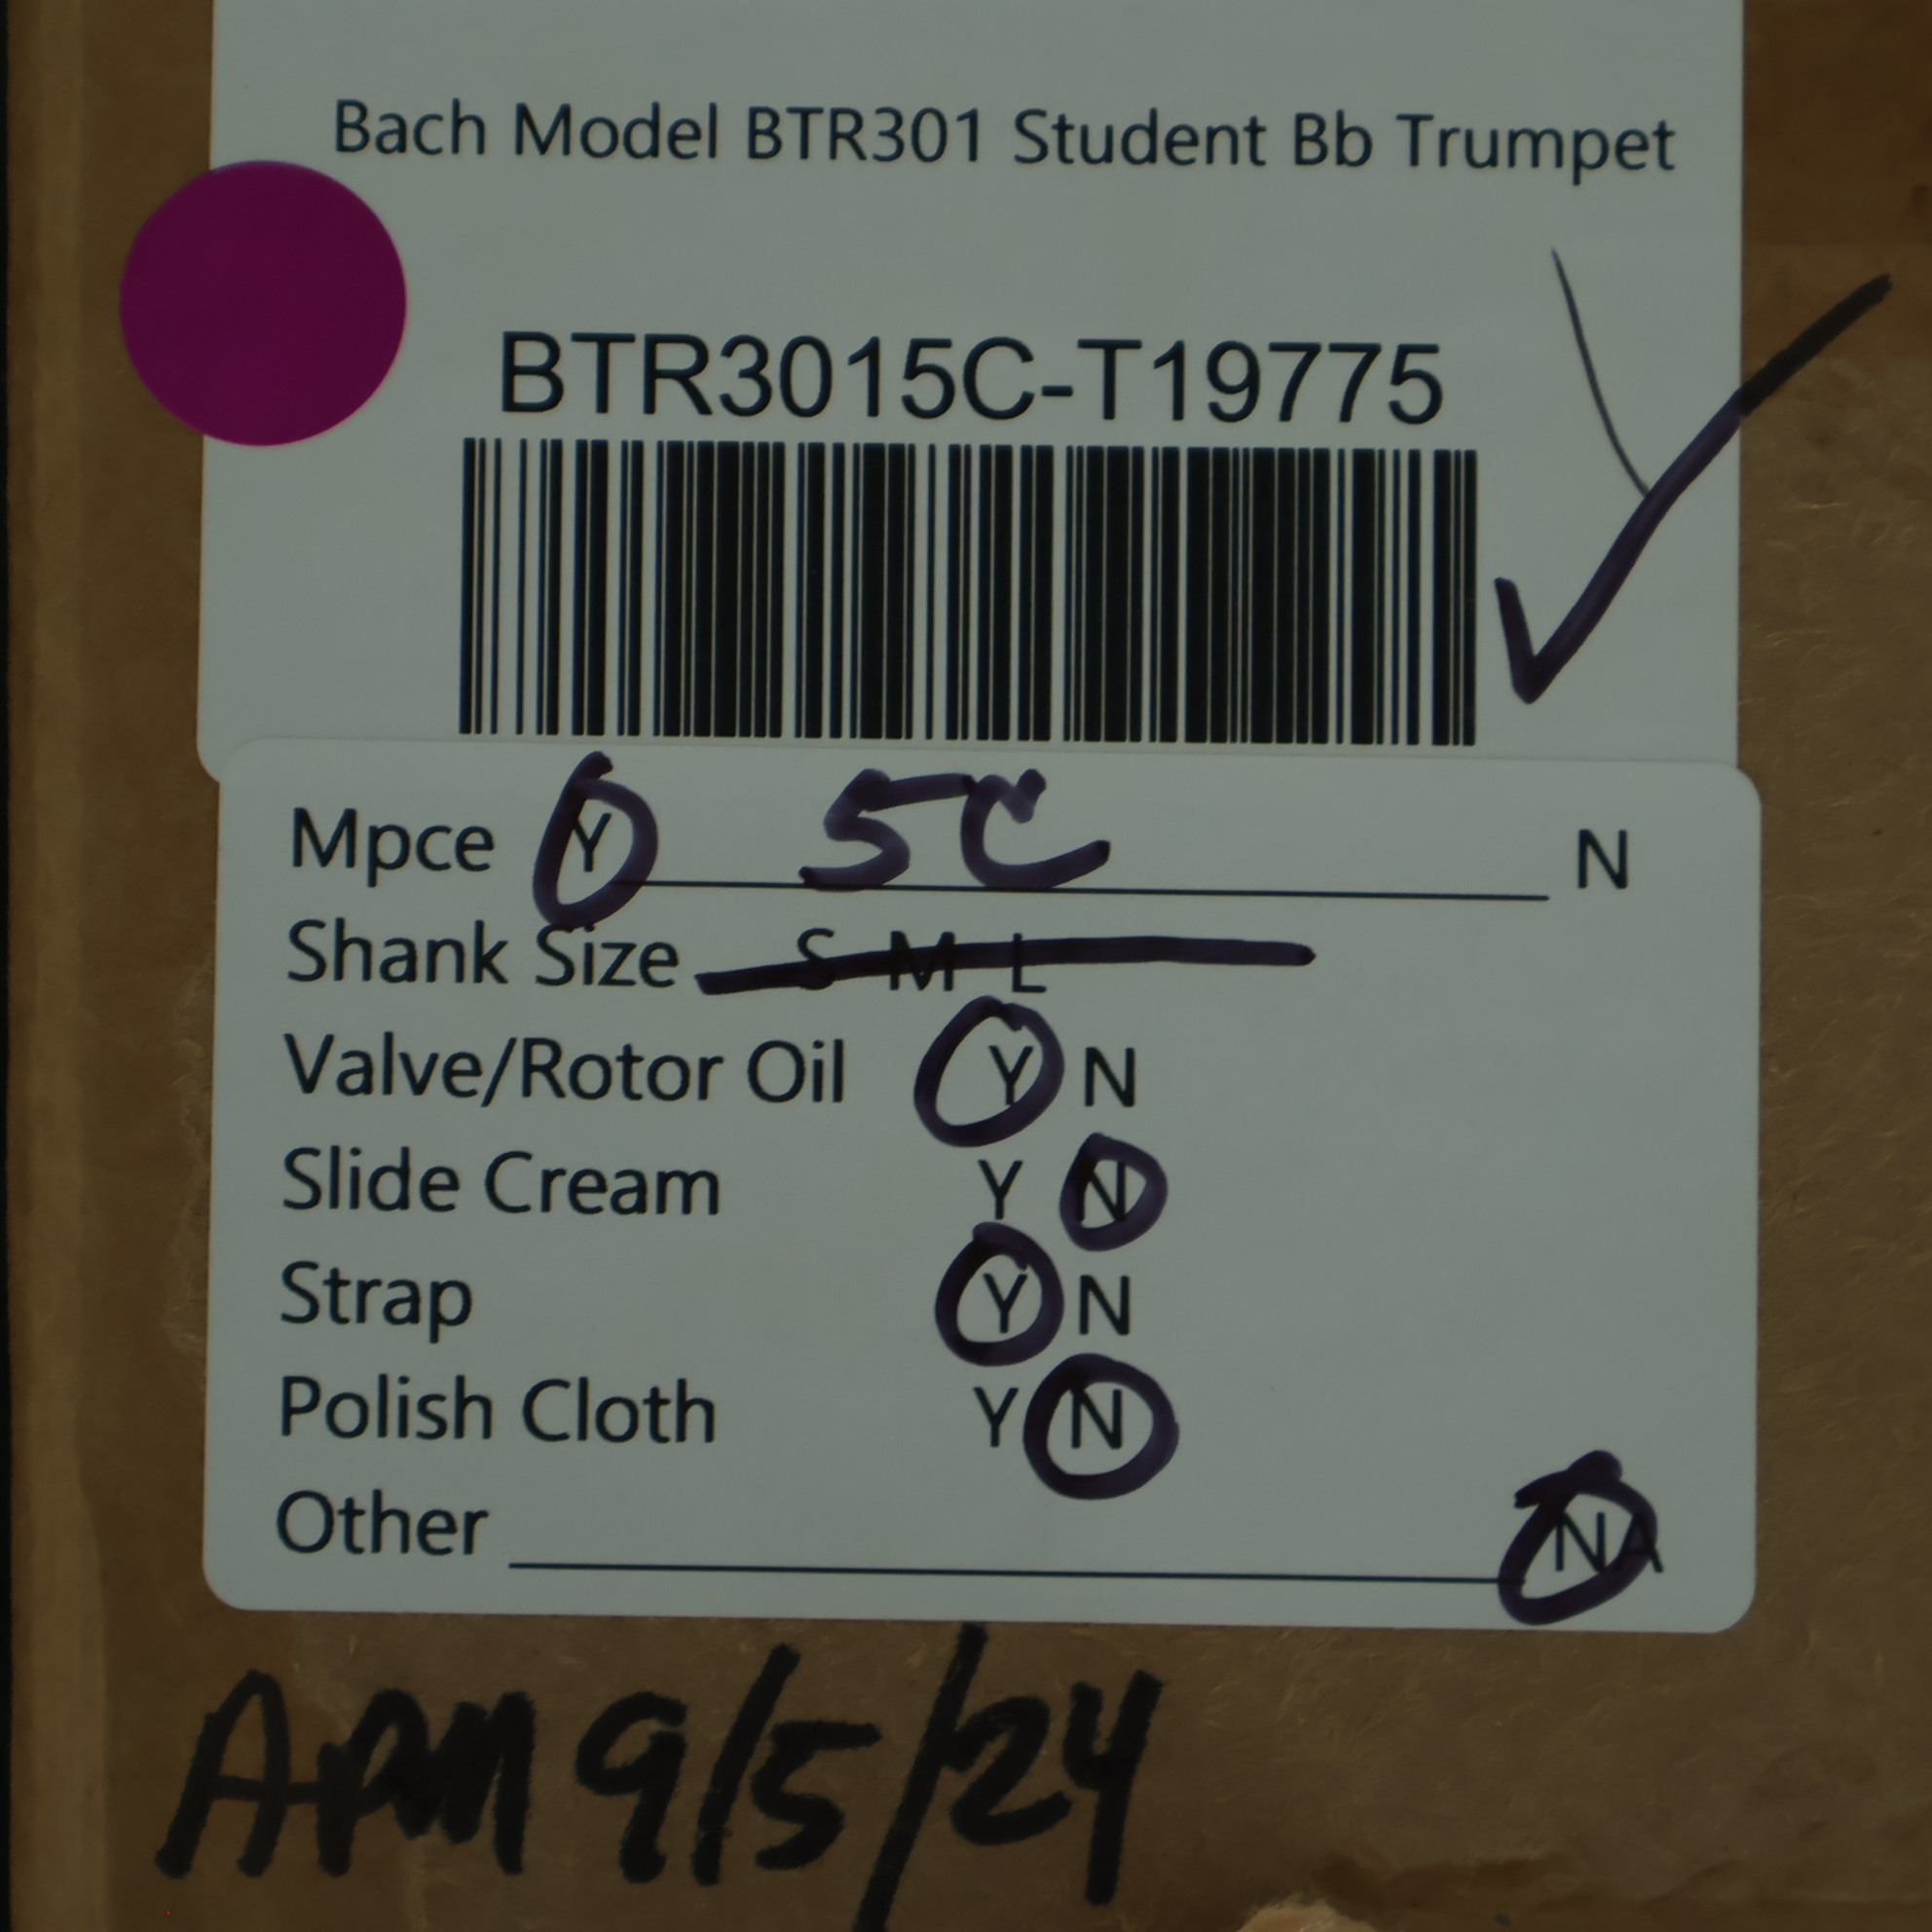 Bach Model BTR301 Student Bb Trumpet
BTR3015C-T19775
Mpce Y 5C N
Shank Size S M L
Valve/Rotor Oil Y N
Slide Cream Y N
Strap Y N
Polish Cloth Y N
Other NA
9/5/24